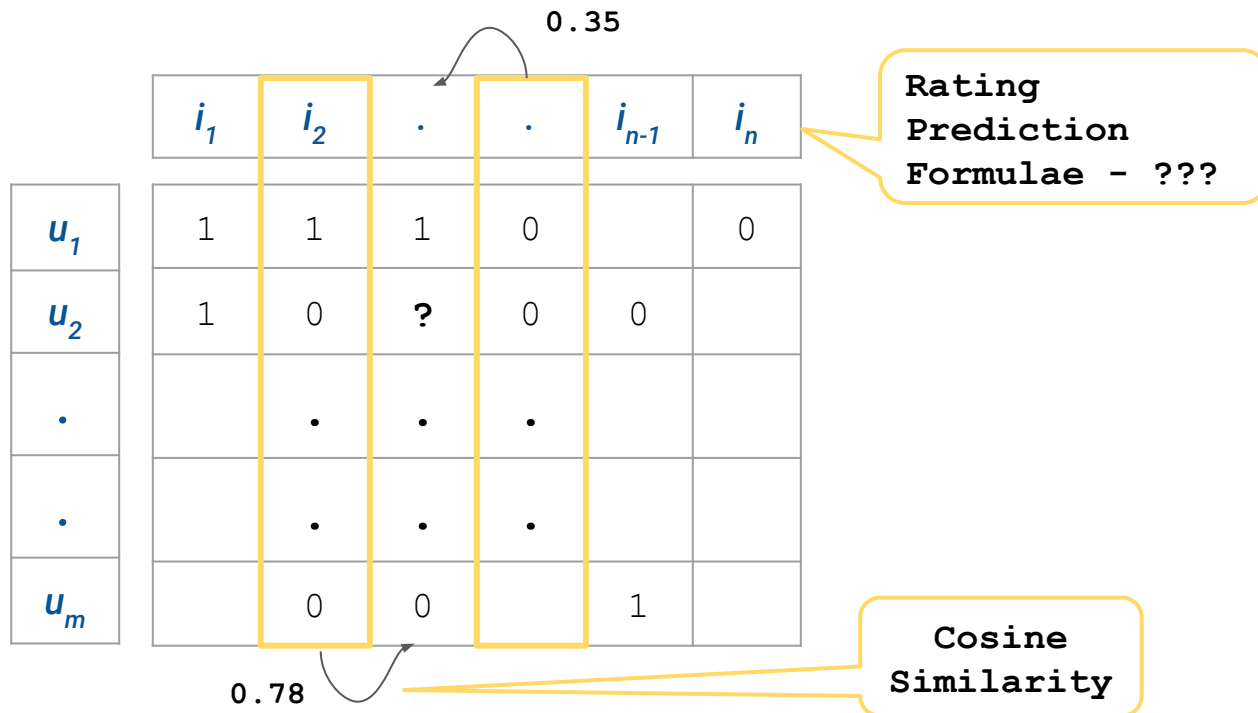 0.35
Rating
Prediction
Formulae - ???
i1 i2 . . in-1 in
u1 1 1 1 0 0
u2 1 0 ? 0 0
. . . .
. . . .
um 0 0 1
0.78
Cosine
Similarity